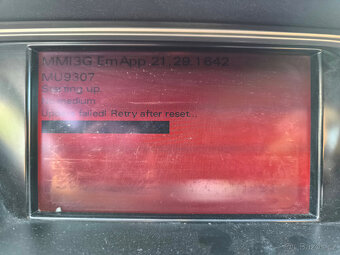 MMI3G EmApp 21.29.1642
MU9307
Starting up.
medium
Update failed! Retry after reset...